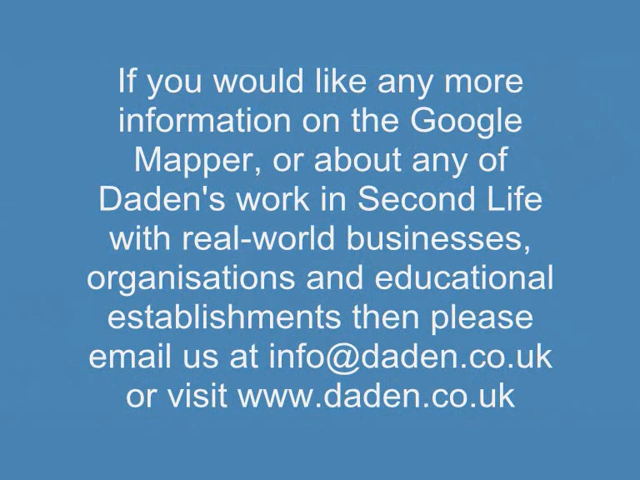 If you would like any more
information on the Google
Mapper, or about any of
Daden's work in Second Life
with real-world businesses,
organisations and educational
establishments then please
email us at info@daden.co.uk
or visit www.daden.co.uk